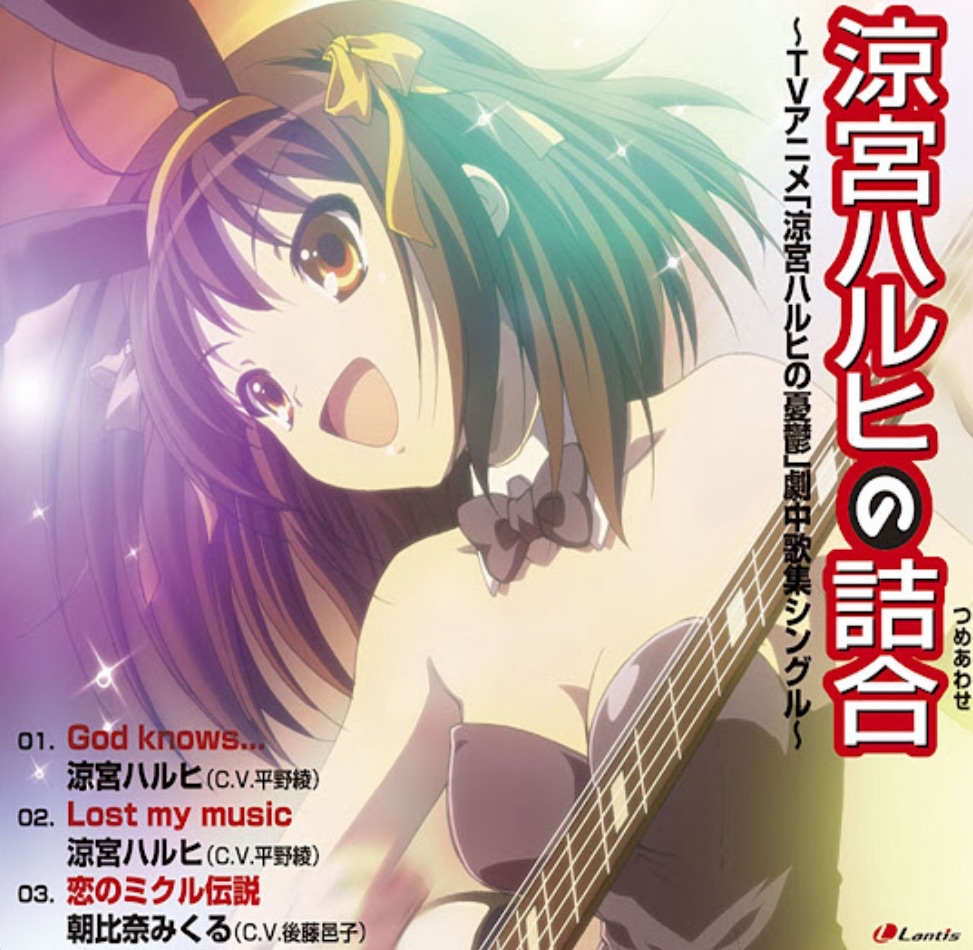 涼宮ハルヒの詰合
つめあわせ
～TVアニメ「涼宮ハルヒの憂鬱」劇中歌集シングル～
01. God knows...
涼宮ハルヒ(C.V.平野綾)
02. Lost my music
涼宮ハルヒ(C.V.平野綾)
03. 恋のミクル伝説
朝比奈みくる(C.V.後藤邑子)
Lantis